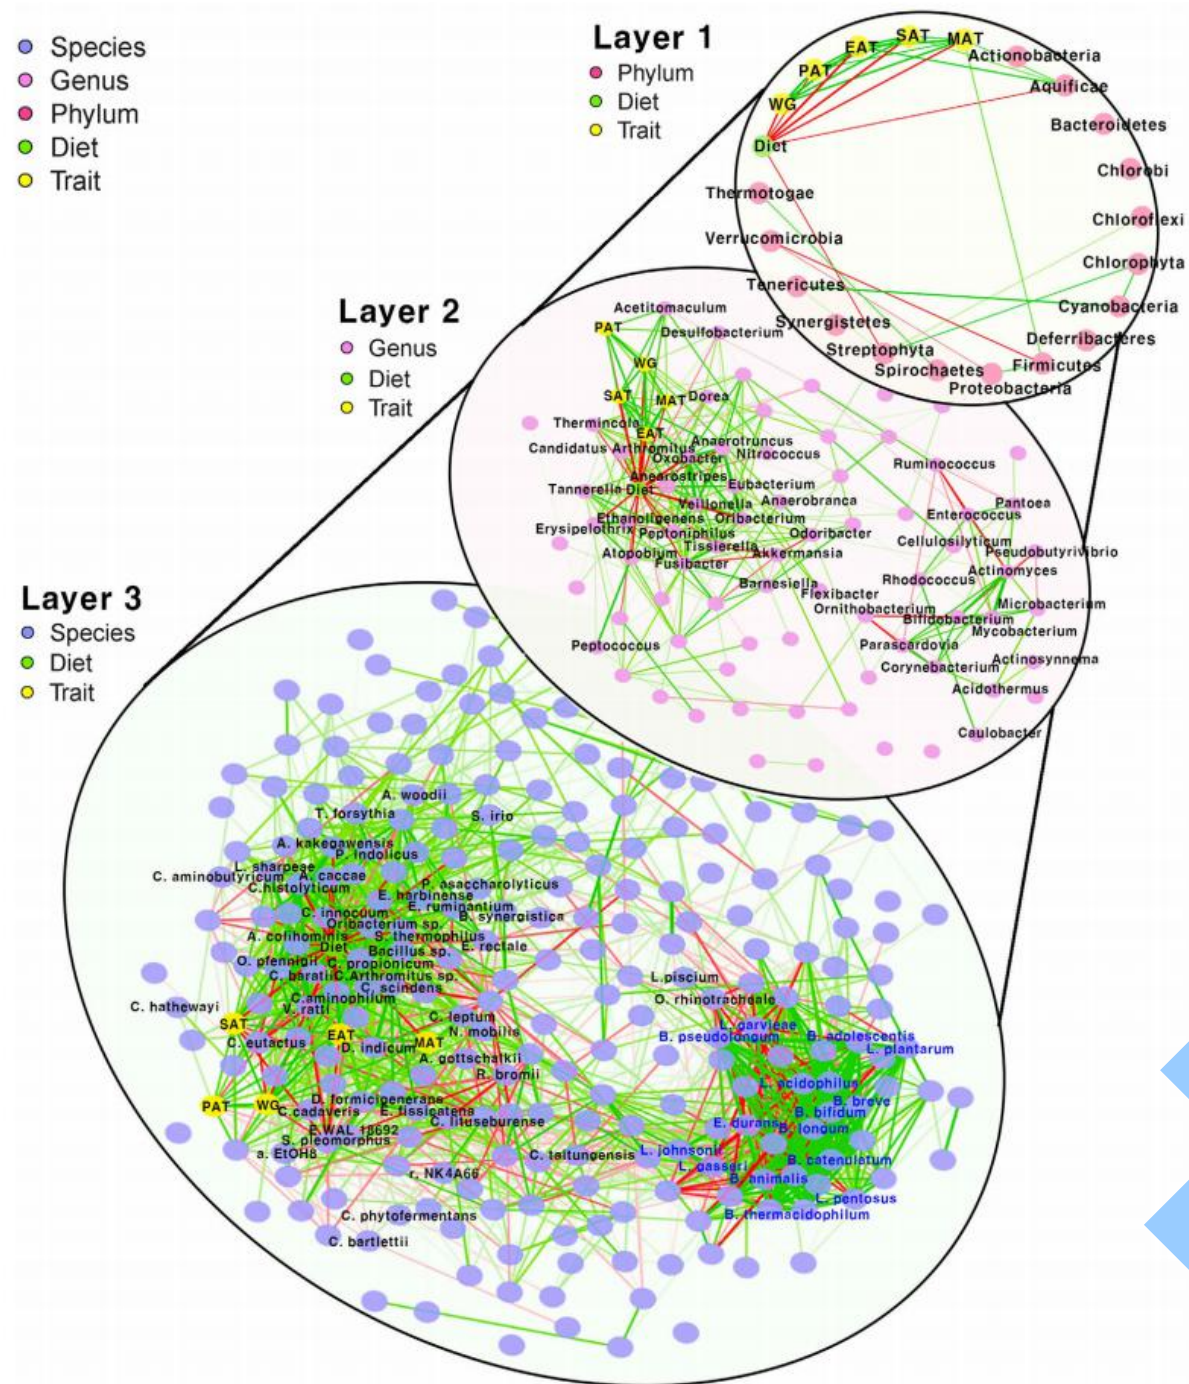 Species
Genus
Phylum
Diet
Trait
Layer 1
Phylum
Diet
Trait
MAT
SAT
EAT
PAT
WG
Diet
Actionobacteria
Aquificae
Bacteroidetes
Chlorobi
Chloroflexi
Chlorophyta
Cyanobacteria
Deferribacteres
Firmicutes
Proteobacteria
Spirochaetes
Streptophyta
Synergistetes
Tenericutes
Verrucomicrobia
Thermotogae
Layer 2
Genus
Diet
Trait
Acetitomaculum
PAT
Desulfobacterium
WG
SAT
MAT
Dorea
Thermincola
EAT
Candidatus Arthromitus
Anaerotruncus
Oxobacter
Nitrococcus
Ruminococcus
Anearostripes
Tannerella
Diet
Eubacterium
Veillonella
Anaerobranca
Pantoea
Ethanoligenens
Oribacterium
Enterococcus
Erysipelothrix
Peptoniphilus
Odoribacter
Cellulosilyticum
Tissierella
Atopobium
Akkermansia
Pseudobutyrivibrio
Fusibacter
Actinomyces
Barnesiella
Rhodococcus
Flexibacter
Ornithobacterium
Microbacterium
Bifidobacterium
Mycobacterium
Peptococcus
Parascardovia
Corynebacterium
Actinosynnema
Acidothermus
Caulobacter
Layer 3
Species
Diet
Trait
A. woodii
T. forsythia
S. irio
A. kakegawensis
P. indolicus
L. sharpeae
C. aminobutyricum
A. caccae
C.histolyticum
P. asaccharolyticus
E. harbinense
E. ruminantium
C. innocuum
B. synergistica
Oribacterium sp.
A. colihominis
S. thermophilus
Diet
E. rectale
Bacillus sp.
O. pfennigii
C. propionicum
C. baratii
C.Arthromitus sp.
C. scindens
L.piscium
C.aminophilum
O. rhinotracheale
C. hathewayi
V. ratti
C. leptum
SAT
N. mobilis
L. garvieae
EAT
B. pseudolongum
B. adolescentis
C. eutactus
MAT
D. indicum
L. plantarum
A. gottschalkii
R. bromii
L. acidophilus
D. formicigenerans
B. breve
PAT
WG
C.cadaveris
E. fissicatena
B. bifidum
C. lituseburense
E. durans
B. longum
E.WAL 18692
S. pleomorphus
a. EtOH8
C. taitungensis
L. johnsonii
L. gasseri
B. catenulatum
r. NK4A66
B. animalis
L. pentosus
C. phytofermentans
B. thermacidophilum
C. bartlettii